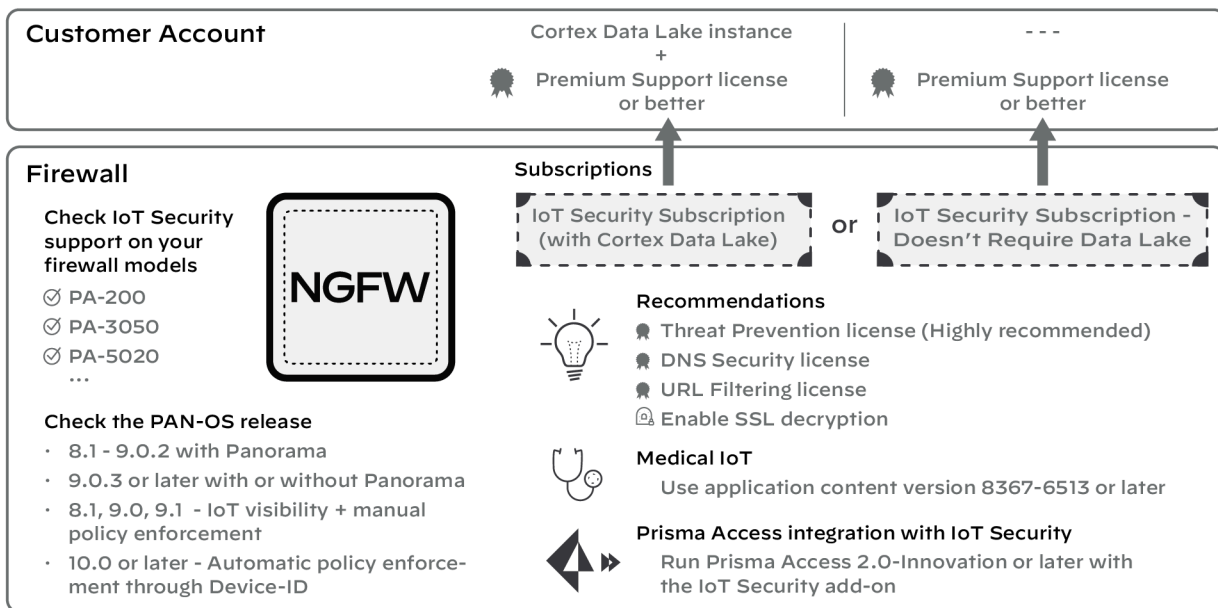 Customer Account
Cortex Data Lake instance
+
Premium Support license
or better
- - -
Premium Support license
or better
Firewall
Check IoT Security
support on your
firewall models
PA-200
PA-3050
PA-5020
...
NGFW
Check the PAN-OS release
· 8.1 - 9.0.2 with Panorama
· 9.0.3 or later with or without Panorama
· 8.1, 9.0, 9.1 - IoT visibility + manual
policy enforcement
· 10.0 or later - Automatic policy enforce-
ment through Device-ID
Subscriptions
IoT Security Subscription
(with Cortex Data Lake)
or
IoT Security Subscription -
Doesn't Require Data Lake
Recommendations
Threat Prevention license (Highly recommended)
DNS Security license
URL Filtering license
Enable SSL decryption
Medical IoT
Use application content version 8367-6513 or later
Prisma Access integration with IoT Security
Run Prisma Access 2.0-Innovation or later with
the IoT Security add-on